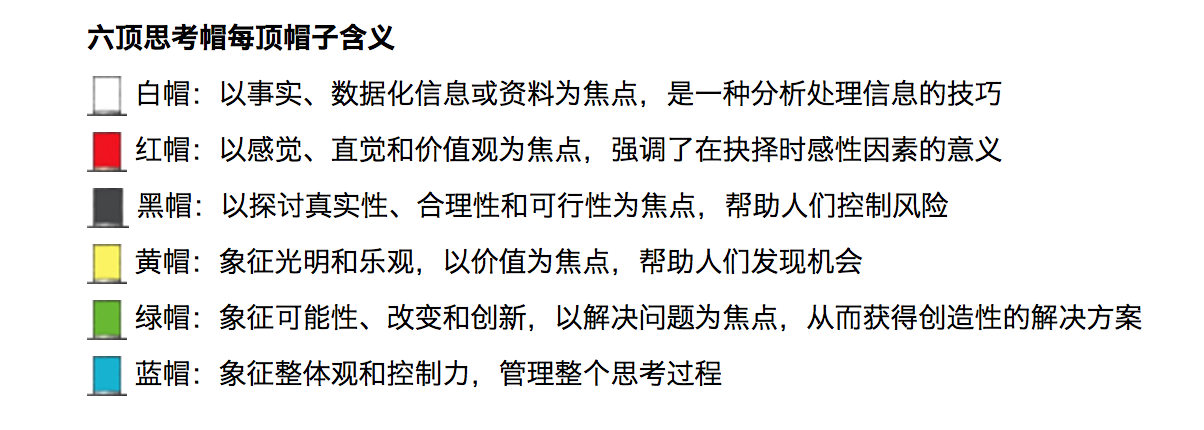 六顶思考帽每顶帽子含义
白帽：以事实、数据化信息或资料为焦点，是一种分析处理信息的技巧
红帽：以感觉、直觉和价值观为焦点，强调了在抉择时感性因素的意义
黑帽：以探讨真实性、合理性和可行性为焦点，帮助人们控制风险
黄帽：象征光明和乐观，以价值为焦点，帮助人们发现机会
绿帽：象征可能性、改变和创新，以解决问题为焦点，从而获得创造性的解决方案
蓝帽：象征整体观和控制力，管理整个思考过程